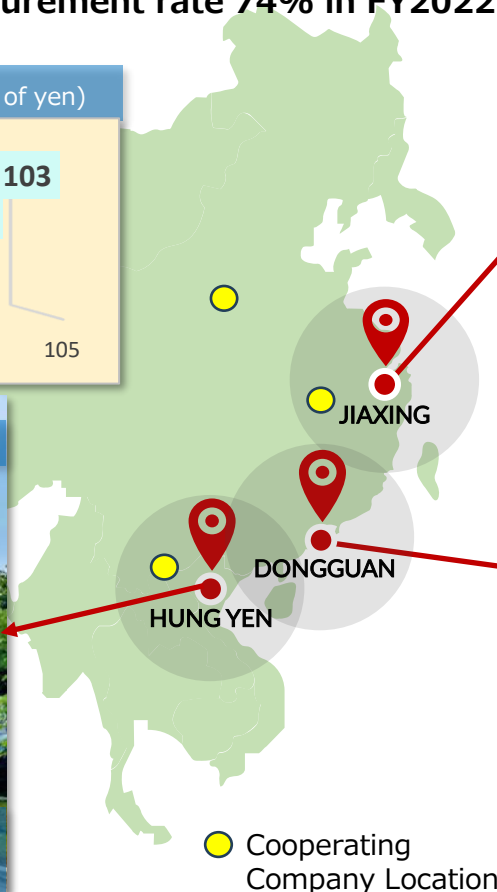 urement rate 74% in FY2022
of yen)
103
105
JIAXING
DONGGUAN
HUNG YEN
Cooperating
Company Location